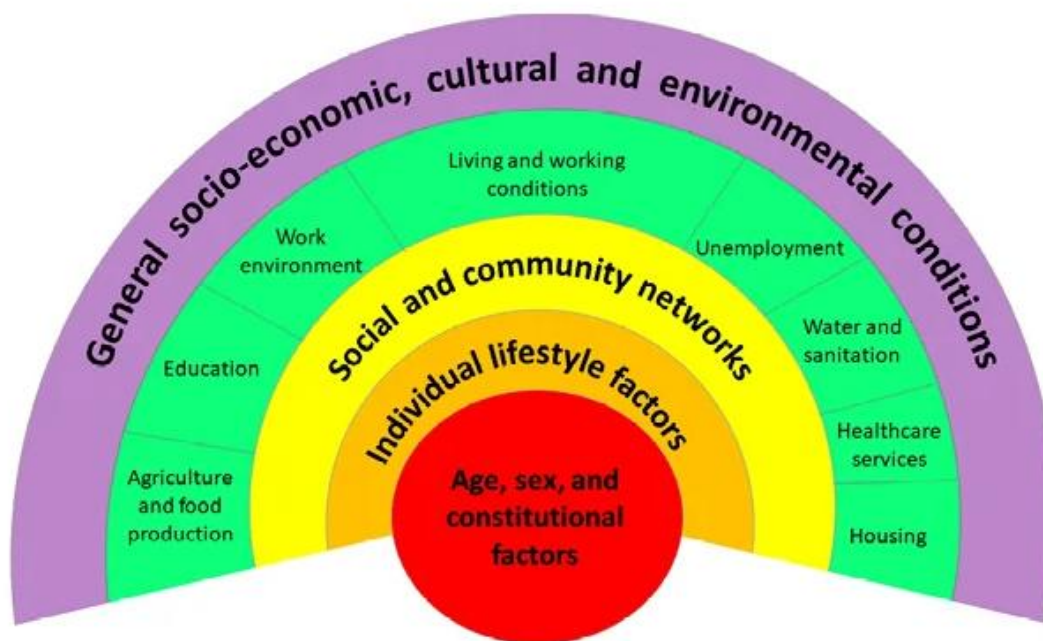 General socio-economic, cultural and environmental conditions
Living and working
conditions
Work
environment
Unemployment
Social and community networks
Water and
sanitation
Education
Individual lifestyle factors
Healthcare
services
Agriculture
and food
production
Age, sex, and
constitutional
factors
Housing